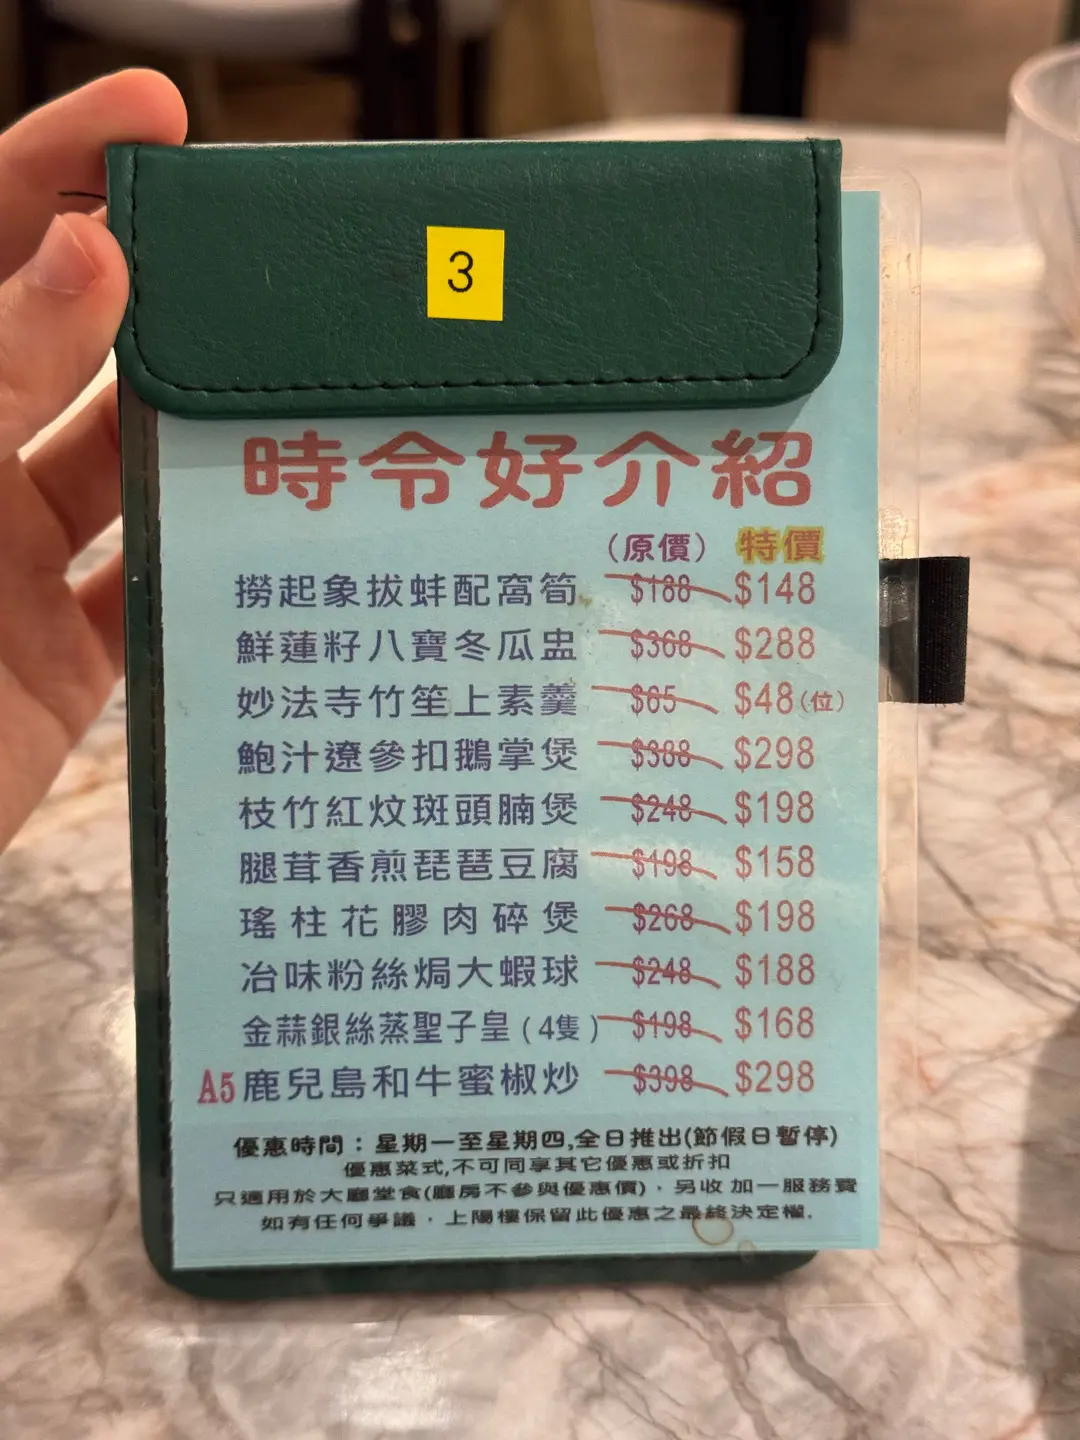 3
時令好介紹
(原價) 特價
撈起象拔蚌配窩筍 $188 $148
鮮蓮籽八寶冬瓜盅 $368 $288
妙法寺竹笙上素羹 $65 $48(位)
鮑汁遼參扣鵝掌煲 $388 $298
枝竹紅炆斑頭腩煲 $248 $198
腿茸香煎琵琶豆腐 $198 $158
瑤柱花膠肉碎煲 $268 $198
冶味粉絲焗大蝦球 $248 $188
金蒜銀絲蒸聖子皇(4隻) $198 $168
A5鹿兒島和牛蜜椒炒 $398 $298
優惠時間：星期一至星期四,全日推出(節假日暫停)
優惠菜式,不可同享其它優惠或折扣
只適用於大廳堂食(廳房不參與優惠價)，另收加一服務費
如有任何爭議，上陽樓保留此優惠之最終決定權.